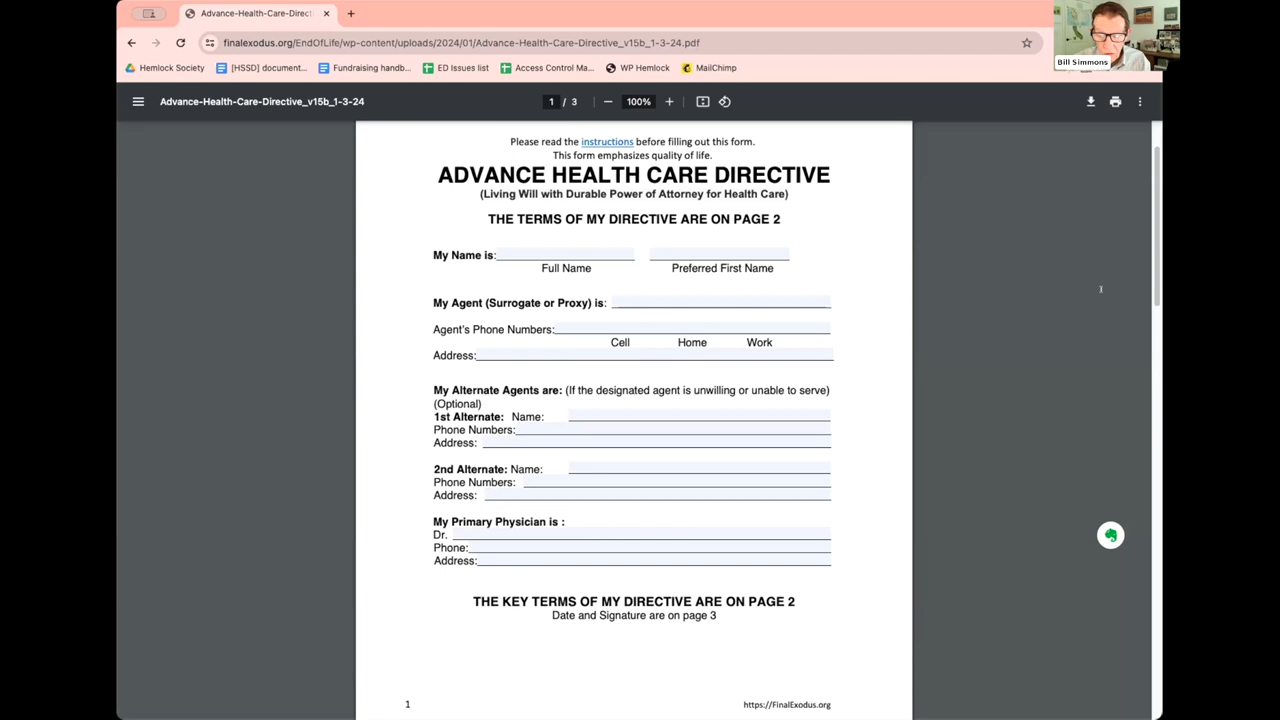 Advance-Health-Care-Directi
finalexodus.org/EndOfLife/wp-content/uploads/2024/01/Advance-Health-Care-Directive_v15b_1-3-24.pdf
Bill Simmons
Hemlock Society [HSSD] document... Fundraising handb... ED Issues list Access Control Ma... WP Hemlock MailChimp
Advance-Health-Care-Directive_v15b_1-3-24 1 / 3 100%
Please read the instructions before filling out this form.
This form emphasizes quality of life.
ADVANCE HEALTH CARE DIRECTIVE
(Living Will with Durable Power of Attorney for Health Care)
THE TERMS OF MY DIRECTIVE ARE ON PAGE 2
My Name is:
Full Name Preferred First Name
My Agent (Surrogate or Proxy) is:
Agent's Phone Numbers:
Cell Home Work
Address:
My Alternate Agents are: (If the designated agent is unwilling or unable to serve)
(Optional)
1st Alternate: Name:
Phone Numbers:
Address:
2nd Alternate: Name:
Phone Numbers:
Address:
My Primary Physician is :
Dr.
Phone:
Address:
THE KEY TERMS OF MY DIRECTIVE ARE ON PAGE 2
Date and Signature are on page 3
1 https://FinalExodus.org